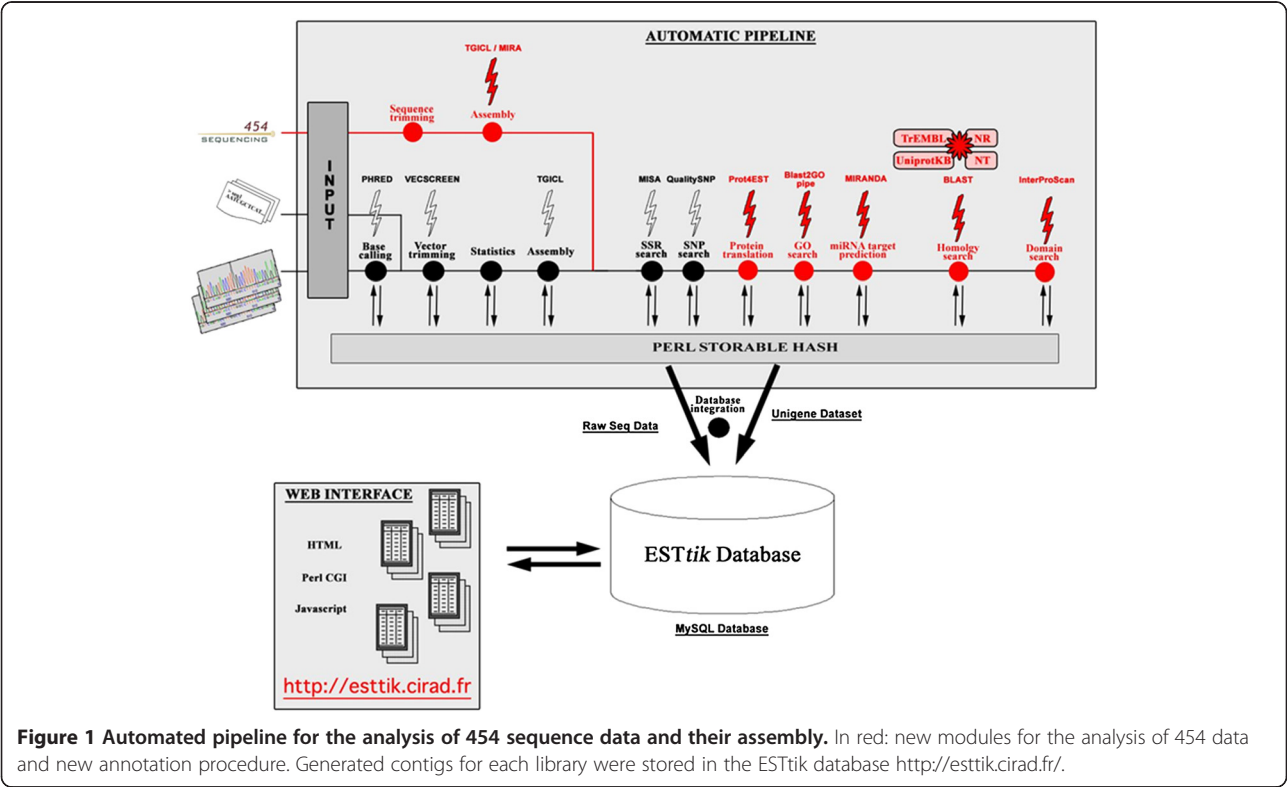 AUTOMATIC PIPELINE
TGICL / MIRA
Sequence
trimming
Assembly
454
SEQUENCING
INPUT
PHRED
VECSCREEN
TGICL
MISA
QualitySNP
Prot4EST
Blast2GO
pipe
MIRANDA
TrEMBL
NR
UniprotKB
NT
BLAST
InterProScan
Base
calling
Vector
trimming
Statistics
Assembly
SSR
search
SNP
search
Protein
translation
GO
search
miRNA target
prediction
Homolgy
search
Domain
search
PERL STORABLE HASH
Database
integration
Raw Seq Data
Unigene Dataset
WEB INTERFACE
HTML
Perl CGI
Javascript
http://esttik.cirad.fr
ESTtik Database
MySQL Database
Figure 1 Automated pipeline for the analysis of 454 sequence data and their assembly. In red: new modules for the analysis of 454 data
and new annotation procedure. Generated contigs for each library were stored in the ESTtik database http://esttik.cirad.fr/.